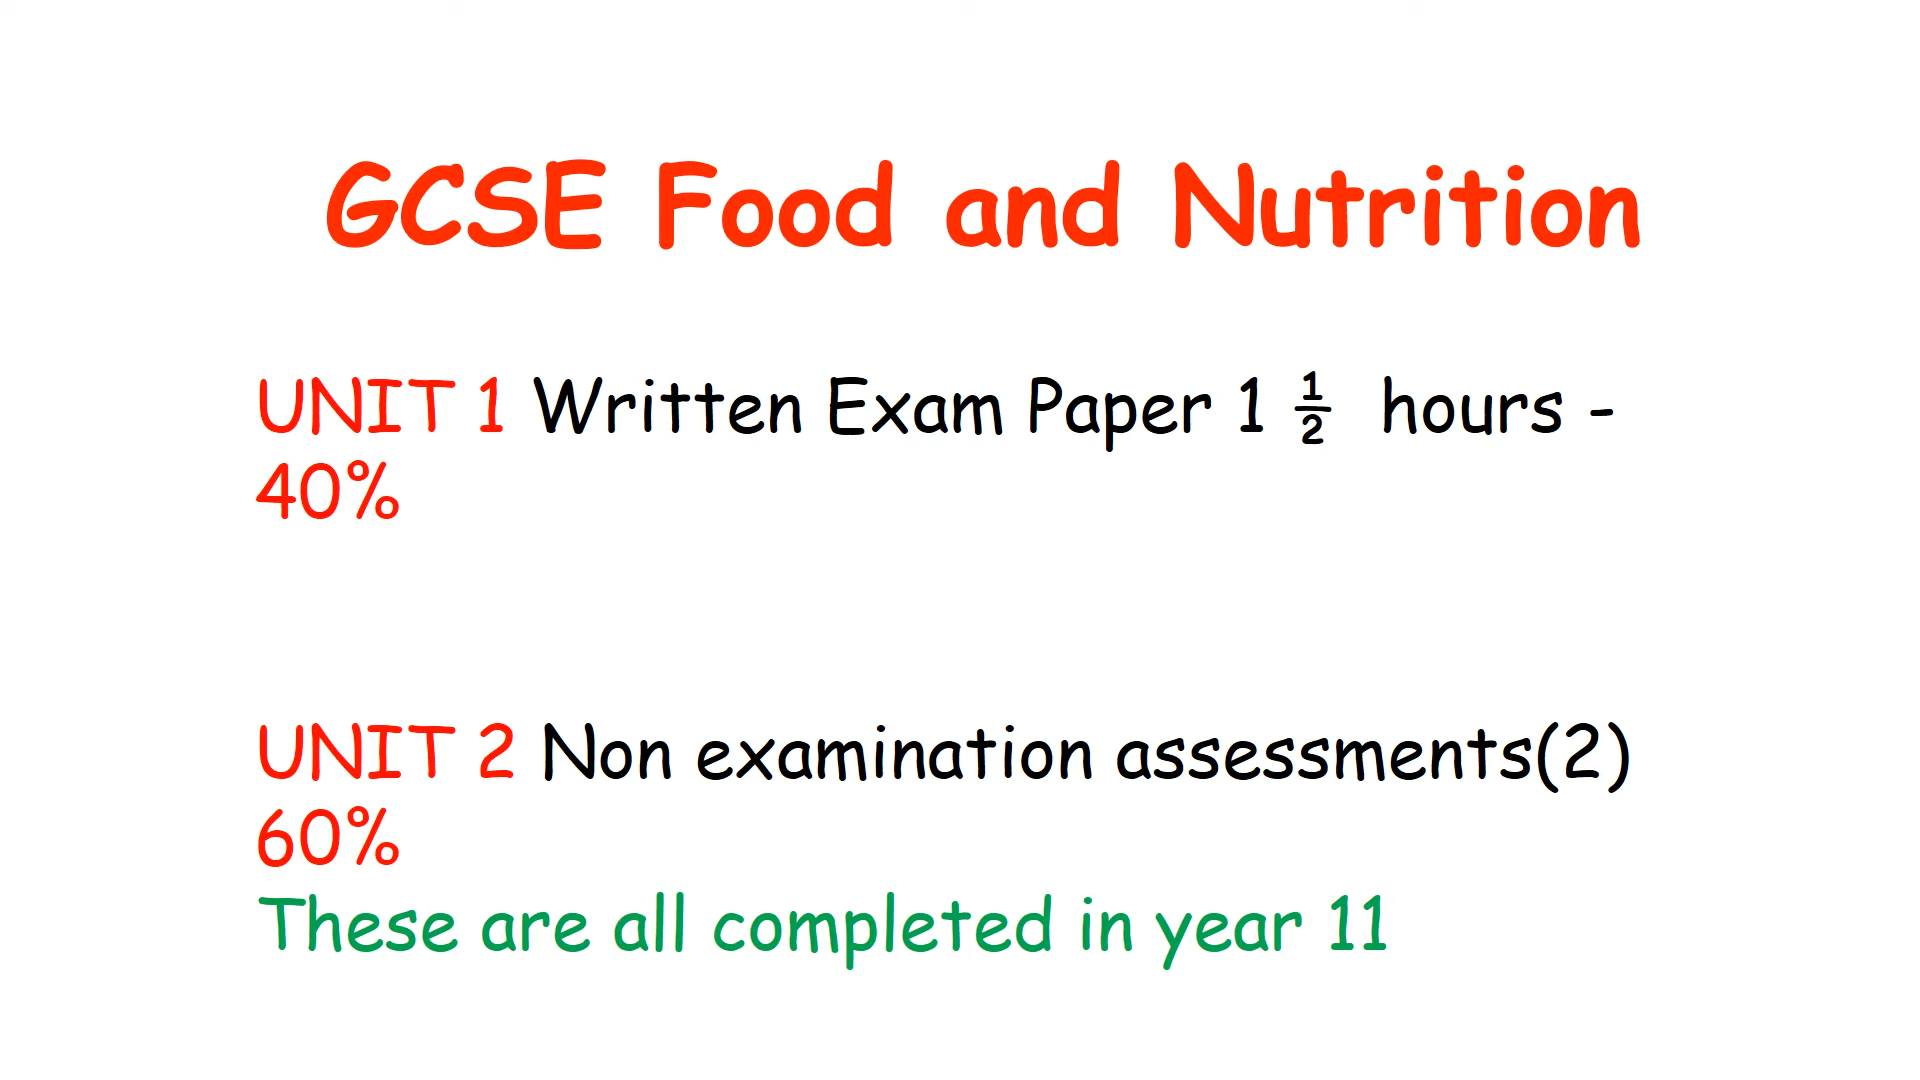 GCSE Food and Nutrition
UNIT 1 Written Exam Paper 1 ½ hours -
40%
UNIT 2 Non examination assessments(2)
60%
These are all completed in year 11